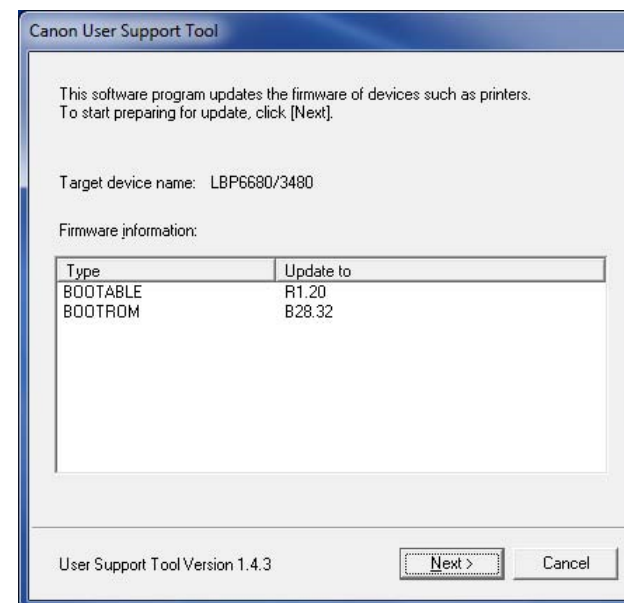 Canon User Support Tool
This software program updates the firmware of devices such as printers.
To start preparing for update, click [Next].
Target device name: LBP6680/3480
Firmware information:
Type Update to
BOOTABLE R1.20
BOOTROM B28.32
User Support Tool Version 1.4.3 Next > Cancel